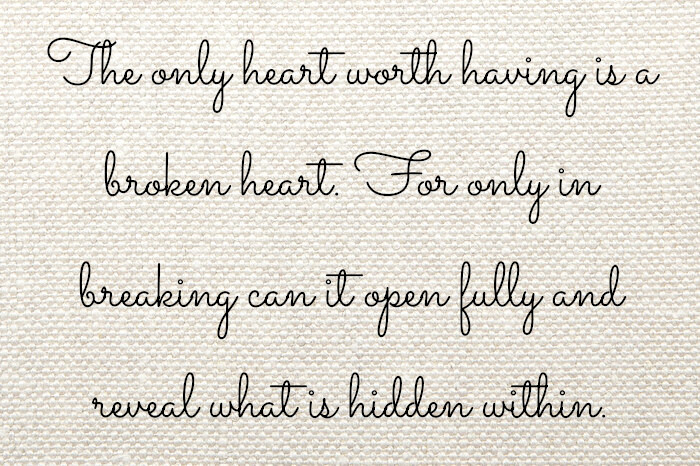 The only heart worth having is a
broken heart. For only in
breaking can it open fully and
reveal what is hidden within.